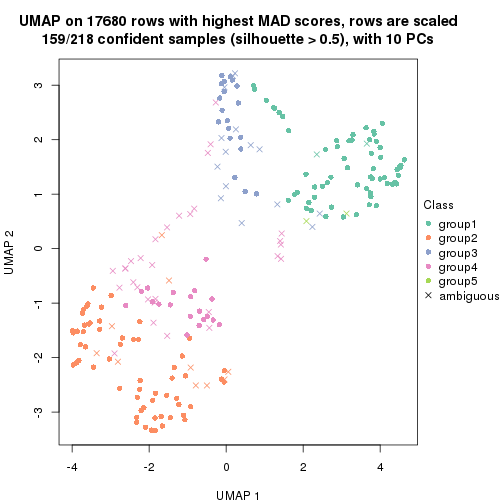 UMAP on 17680 rows with highest MAD scores, rows are scaled
159/218 confident samples (silhouette > 0.5), with 10 PCs
3
2
1
0
-1
-2
-3
UMAP 2
-4
-2
0
2
4
UMAP 1
Class
group1
group2
group3
group4
group5
ambiguous